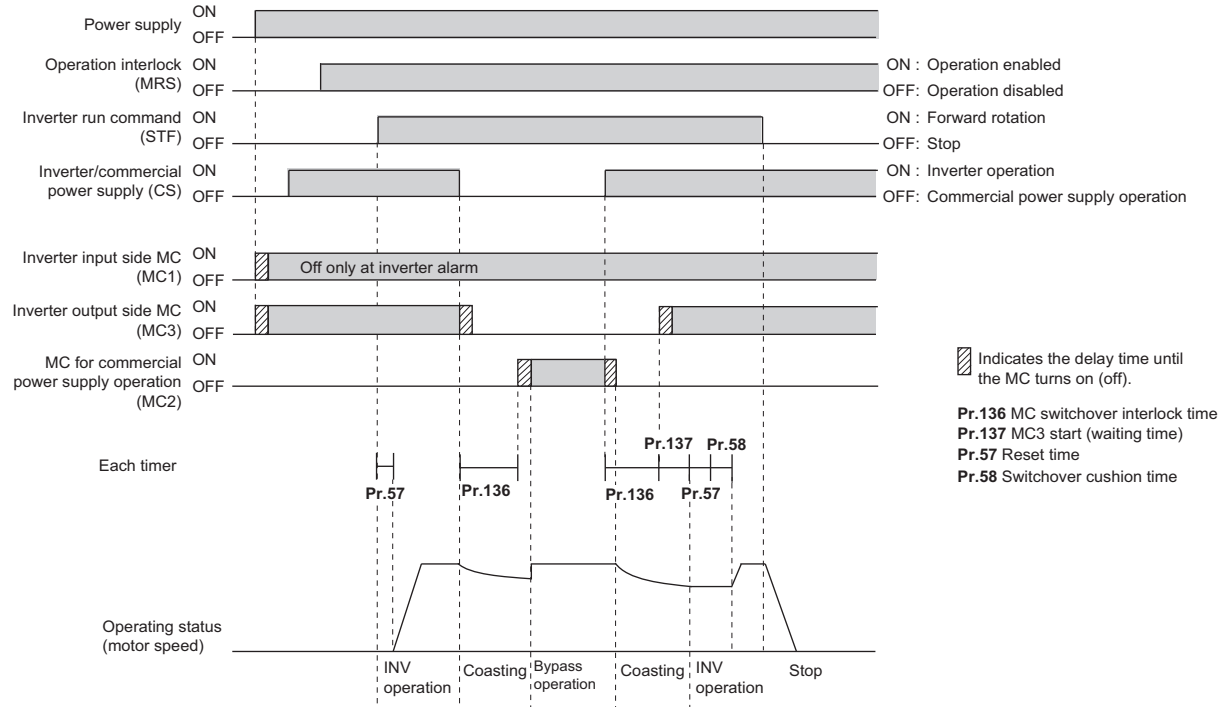 Power supply
ON
OFF
Operation interlock
(MRS)
ON
OFF
ON : Operation enabled
OFF: Operation disabled
Inverter run command
(STF)
ON
OFF
ON : Forward rotation
OFF: Stop
Inverter/commercial
power supply (CS)
ON
OFF
ON : Inverter operation
OFF: Commercial power supply operation
Inverter input side MC
(MC1)
ON
OFF
Off only at inverter alarm
Inverter output side MC
(MC3)
ON
OFF
MC for commercial
power supply operation
(MC2)
ON
OFF
Indicates the delay time until
the MC turns on (off).
Pr.136 MC switchover interlock time
Pr.137 MC3 start (waiting time)
Pr.57 Reset time
Pr.58 Switchover cushion time
Each timer
Pr.57
Pr.136
Pr.136
Pr.137
Pr.57
Pr.58
Operating status
(motor speed)
INV
operation
Coasting
Bypass
operation
Coasting
INV
operation
Stop